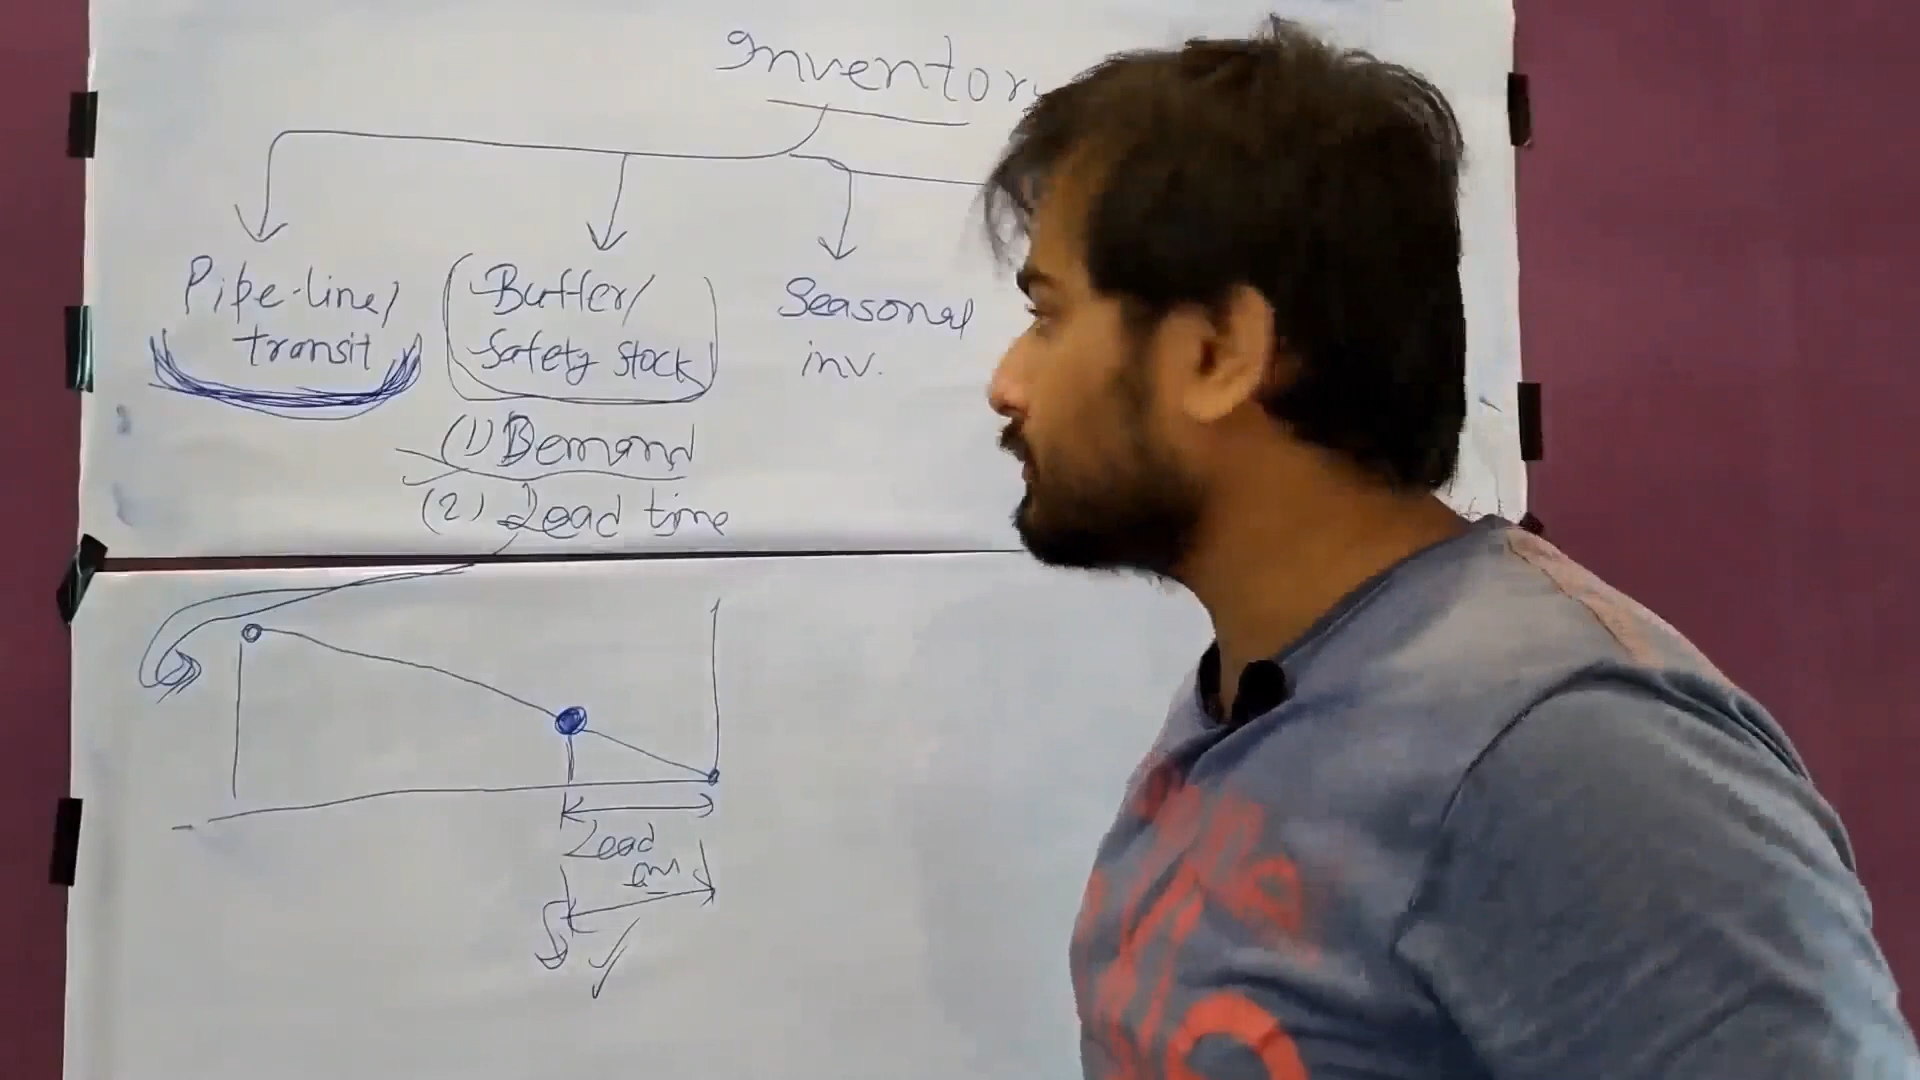 Inventory
Pipe-line/
transit
Buffer/
Safety stock
Seasonal
inv.
(1) Demand
(2) Lead time
Lead